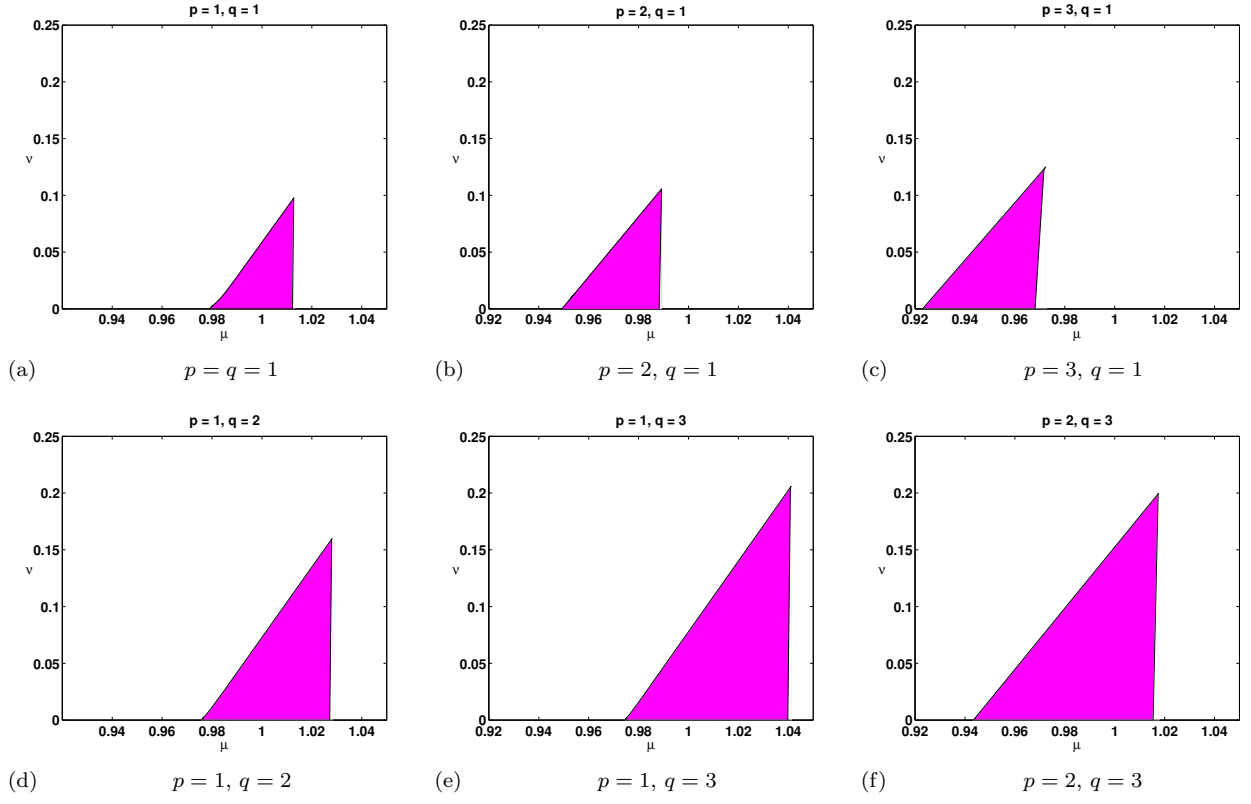 p = 1, q = 1
0.25
0.2
0.15
ν
0.1
0.05
0
0.94 0.96 0.98 1 1.02 1.04
μ
(a) p = q = 1
p = 2, q = 1
0.25
0.2
0.15
ν
0.1
0.05
0
0.92 0.94 0.96 0.98 1 1.02 1.04
μ
(b) p = 2, q = 1
p = 3, q = 1
0.25
0.2
0.15
ν
0.1
0.05
0
0.92 0.94 0.96 0.98 1 1.02 1.04
μ
(c) p = 3, q = 1
p = 1, q = 2
0.25
0.2
0.15
ν
0.1
0.05
0
0.94 0.96 0.98 1 1.02 1.04
μ
(d) p = 1, q = 2
p = 1, q = 3
0.25
0.2
0.15
ν
0.1
0.05
0
0.92 0.94 0.96 0.98 1 1.02 1.04
μ
(e) p = 1, q = 3
p = 2, q = 3
0.25
0.2
0.15
ν
0.1
0.05
0
0.92 0.94 0.96 0.98 1 1.02 1.04
μ
(f) p = 2, q = 3